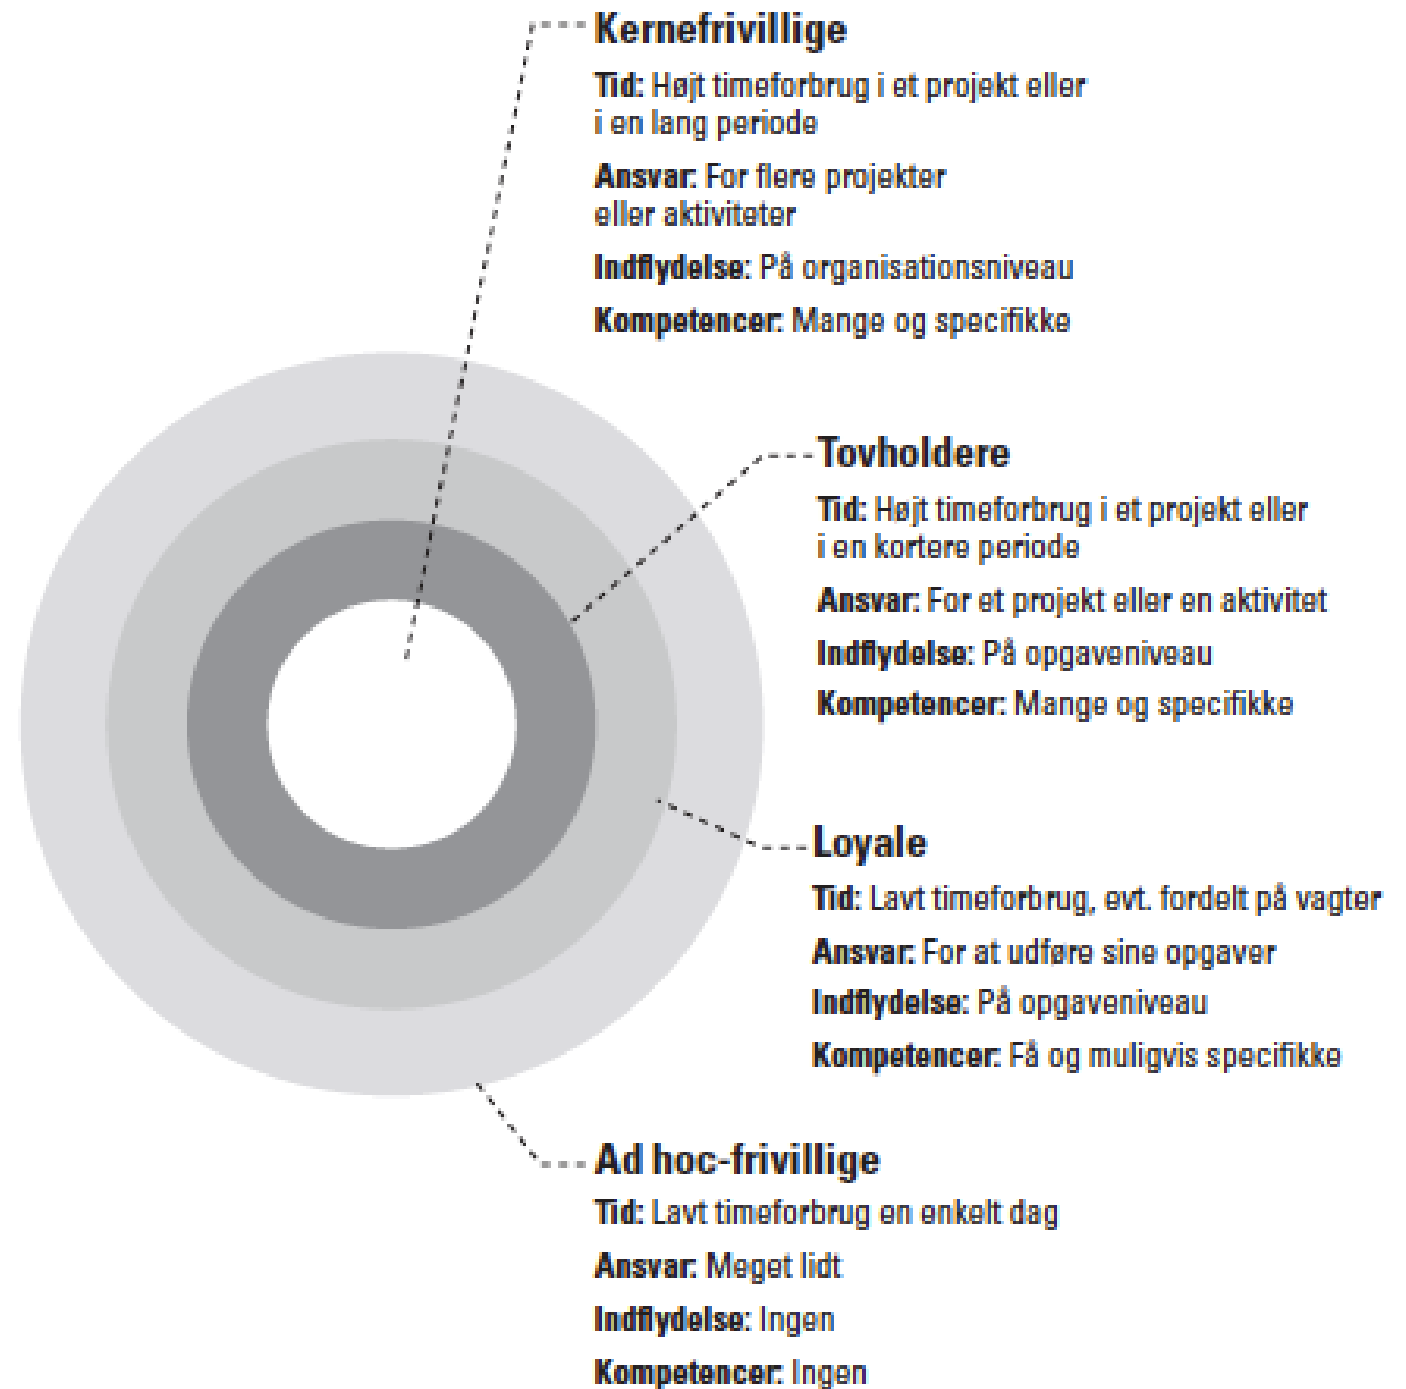 Kernefrivillige
Tid: Højt timeforbrug i et projekt eller
i en lang periode
Ansvar: For flere projekter
eller aktiviteter
Indflydelse: På organisationsniveau
Kompetencer: Mange og specifikke
Tovholdere
Tid: Højt timeforbrug i et projekt eller
i en kortere periode
Ansvar: For et projekt eller en aktivitet
Indflydelse: På opgaveniveau
Kompetencer: Mange og specifikke
Loyale
Tid: Lavt timeforbrug, evt. fordelt på vagter
Ansvar: For at udføre sine opgaver
Indflydelse: På opgaveniveau
Kompetencer: Få og muligvis specifikke
Ad hoc-frivillige
Tid: Lavt timeforbrug en enkelt dag
Ansvar: Meget lidt
Indflydelse: Ingen
Kompetencer: Ingen